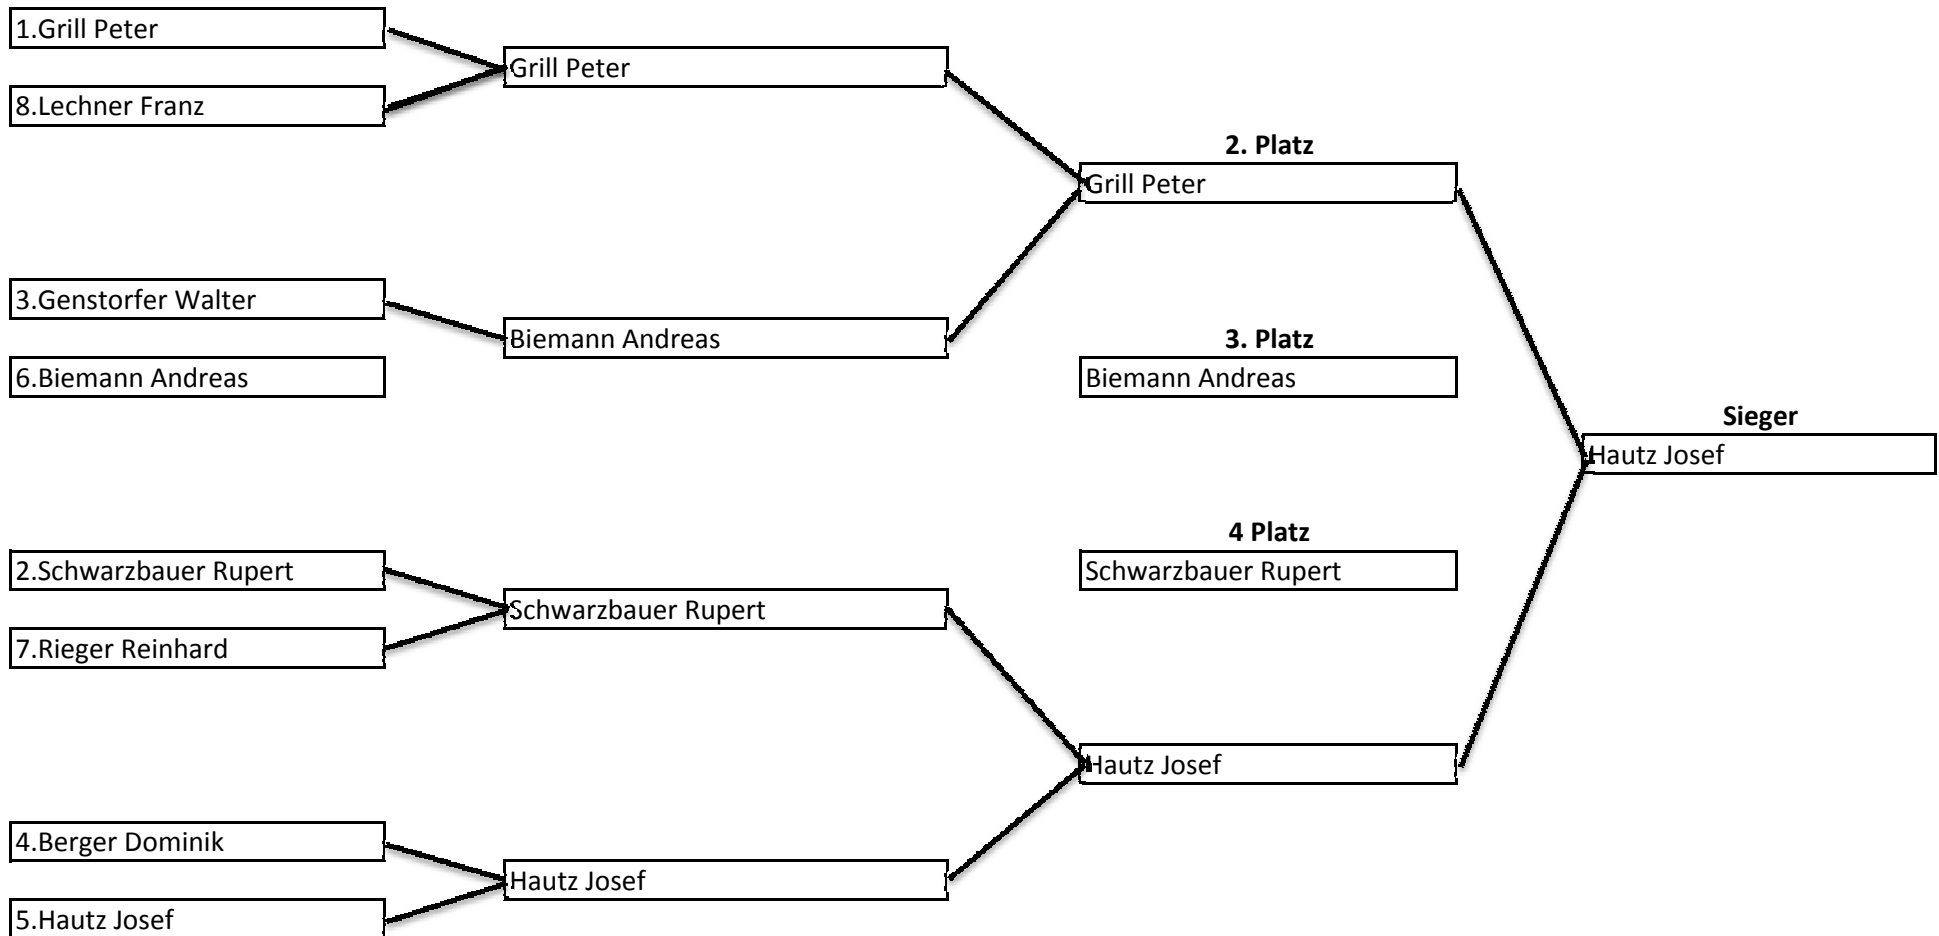 1.Grill Peter
Grill Peter
8.Lechner Franz
2. Platz
Grill Peter
3.Genstorfer Walter
Biemann Andreas
3. Platz
6.Biemann Andreas
Biemann Andreas
Sieger
Hautz Josef
4 Platz
2.Schwarzbauer Rupert
Schwarzbauer Rupert
Schwarzbauer Rupert
7.Rieger Reinhard
Hautz Josef
4.Berger Dominik
Hautz Josef
5.Hautz Josef